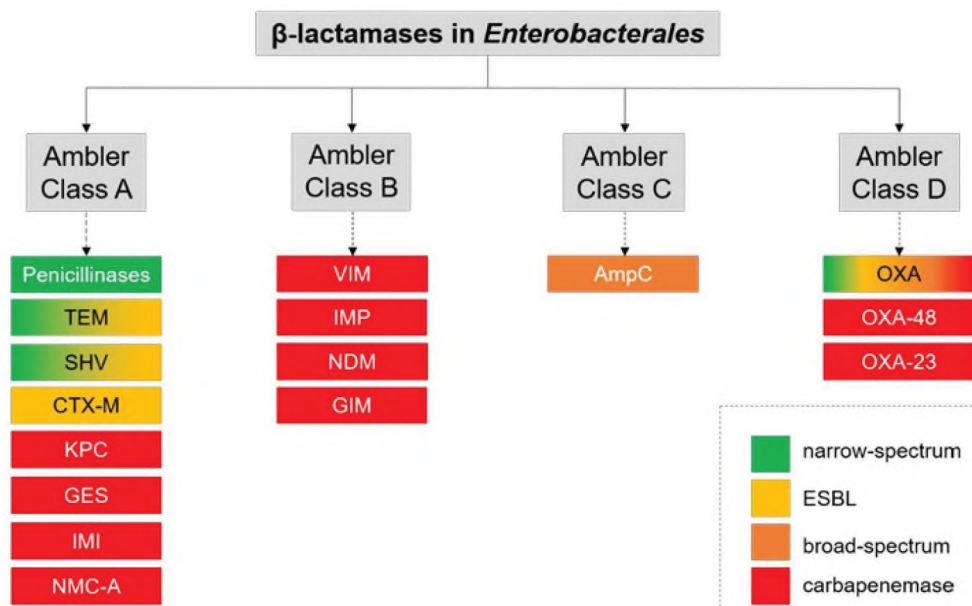 β-lactamases in Enterobacterales
Ambler
Class A
Ambler
Class B
Ambler
Class C
Ambler
Class D
Penicillinases
TEM
SHV
CTX-M
KPC
GES
IMI
NMC-A
VIM
IMP
NDM
GIM
AmpC
OXA
OXA-48
OXA-23
narrow-spectrum
ESBL
broad-spectrum
carbapenemase